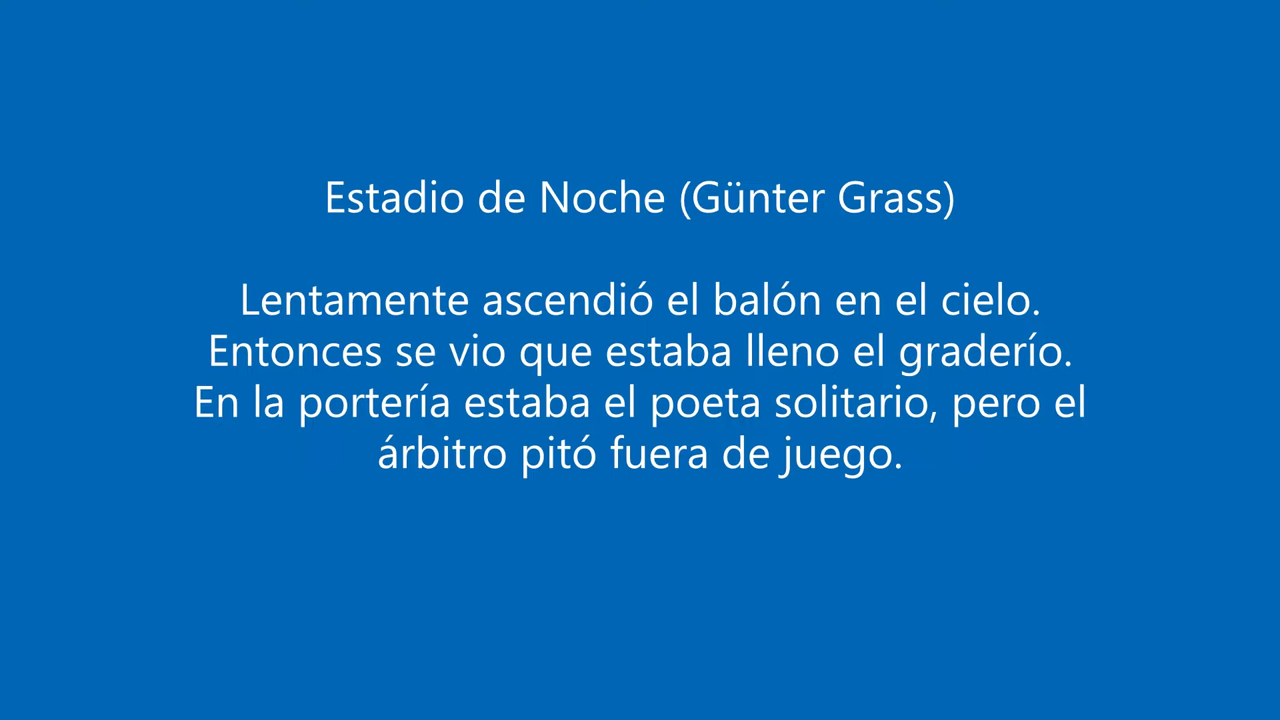 Estadio de Noche (Günter Grass)
Lentamente ascendió el balón en el cielo.
Entonces se vio que estaba lleno el graderío.
En la portería estaba el poeta solitario, pero el
árbitro pitó fuera de juego.